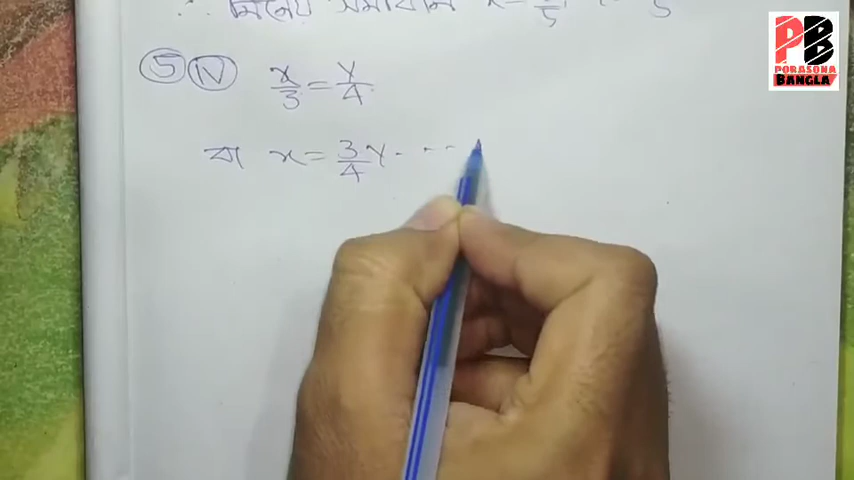 x = 
5 iv x/3 = y/4
বা x = 3/4 y - - -
PB
PORASONA
BANGLA